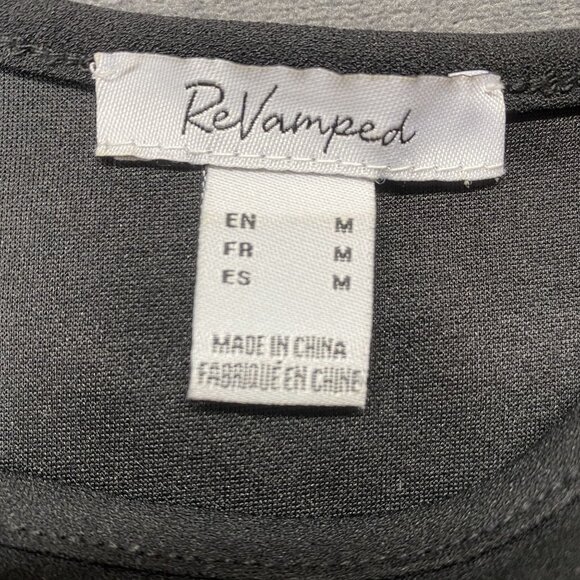 ReVamped
EN M
FR M
ES M
MADE IN CHINA
FABRIQUÉ EN CHINE